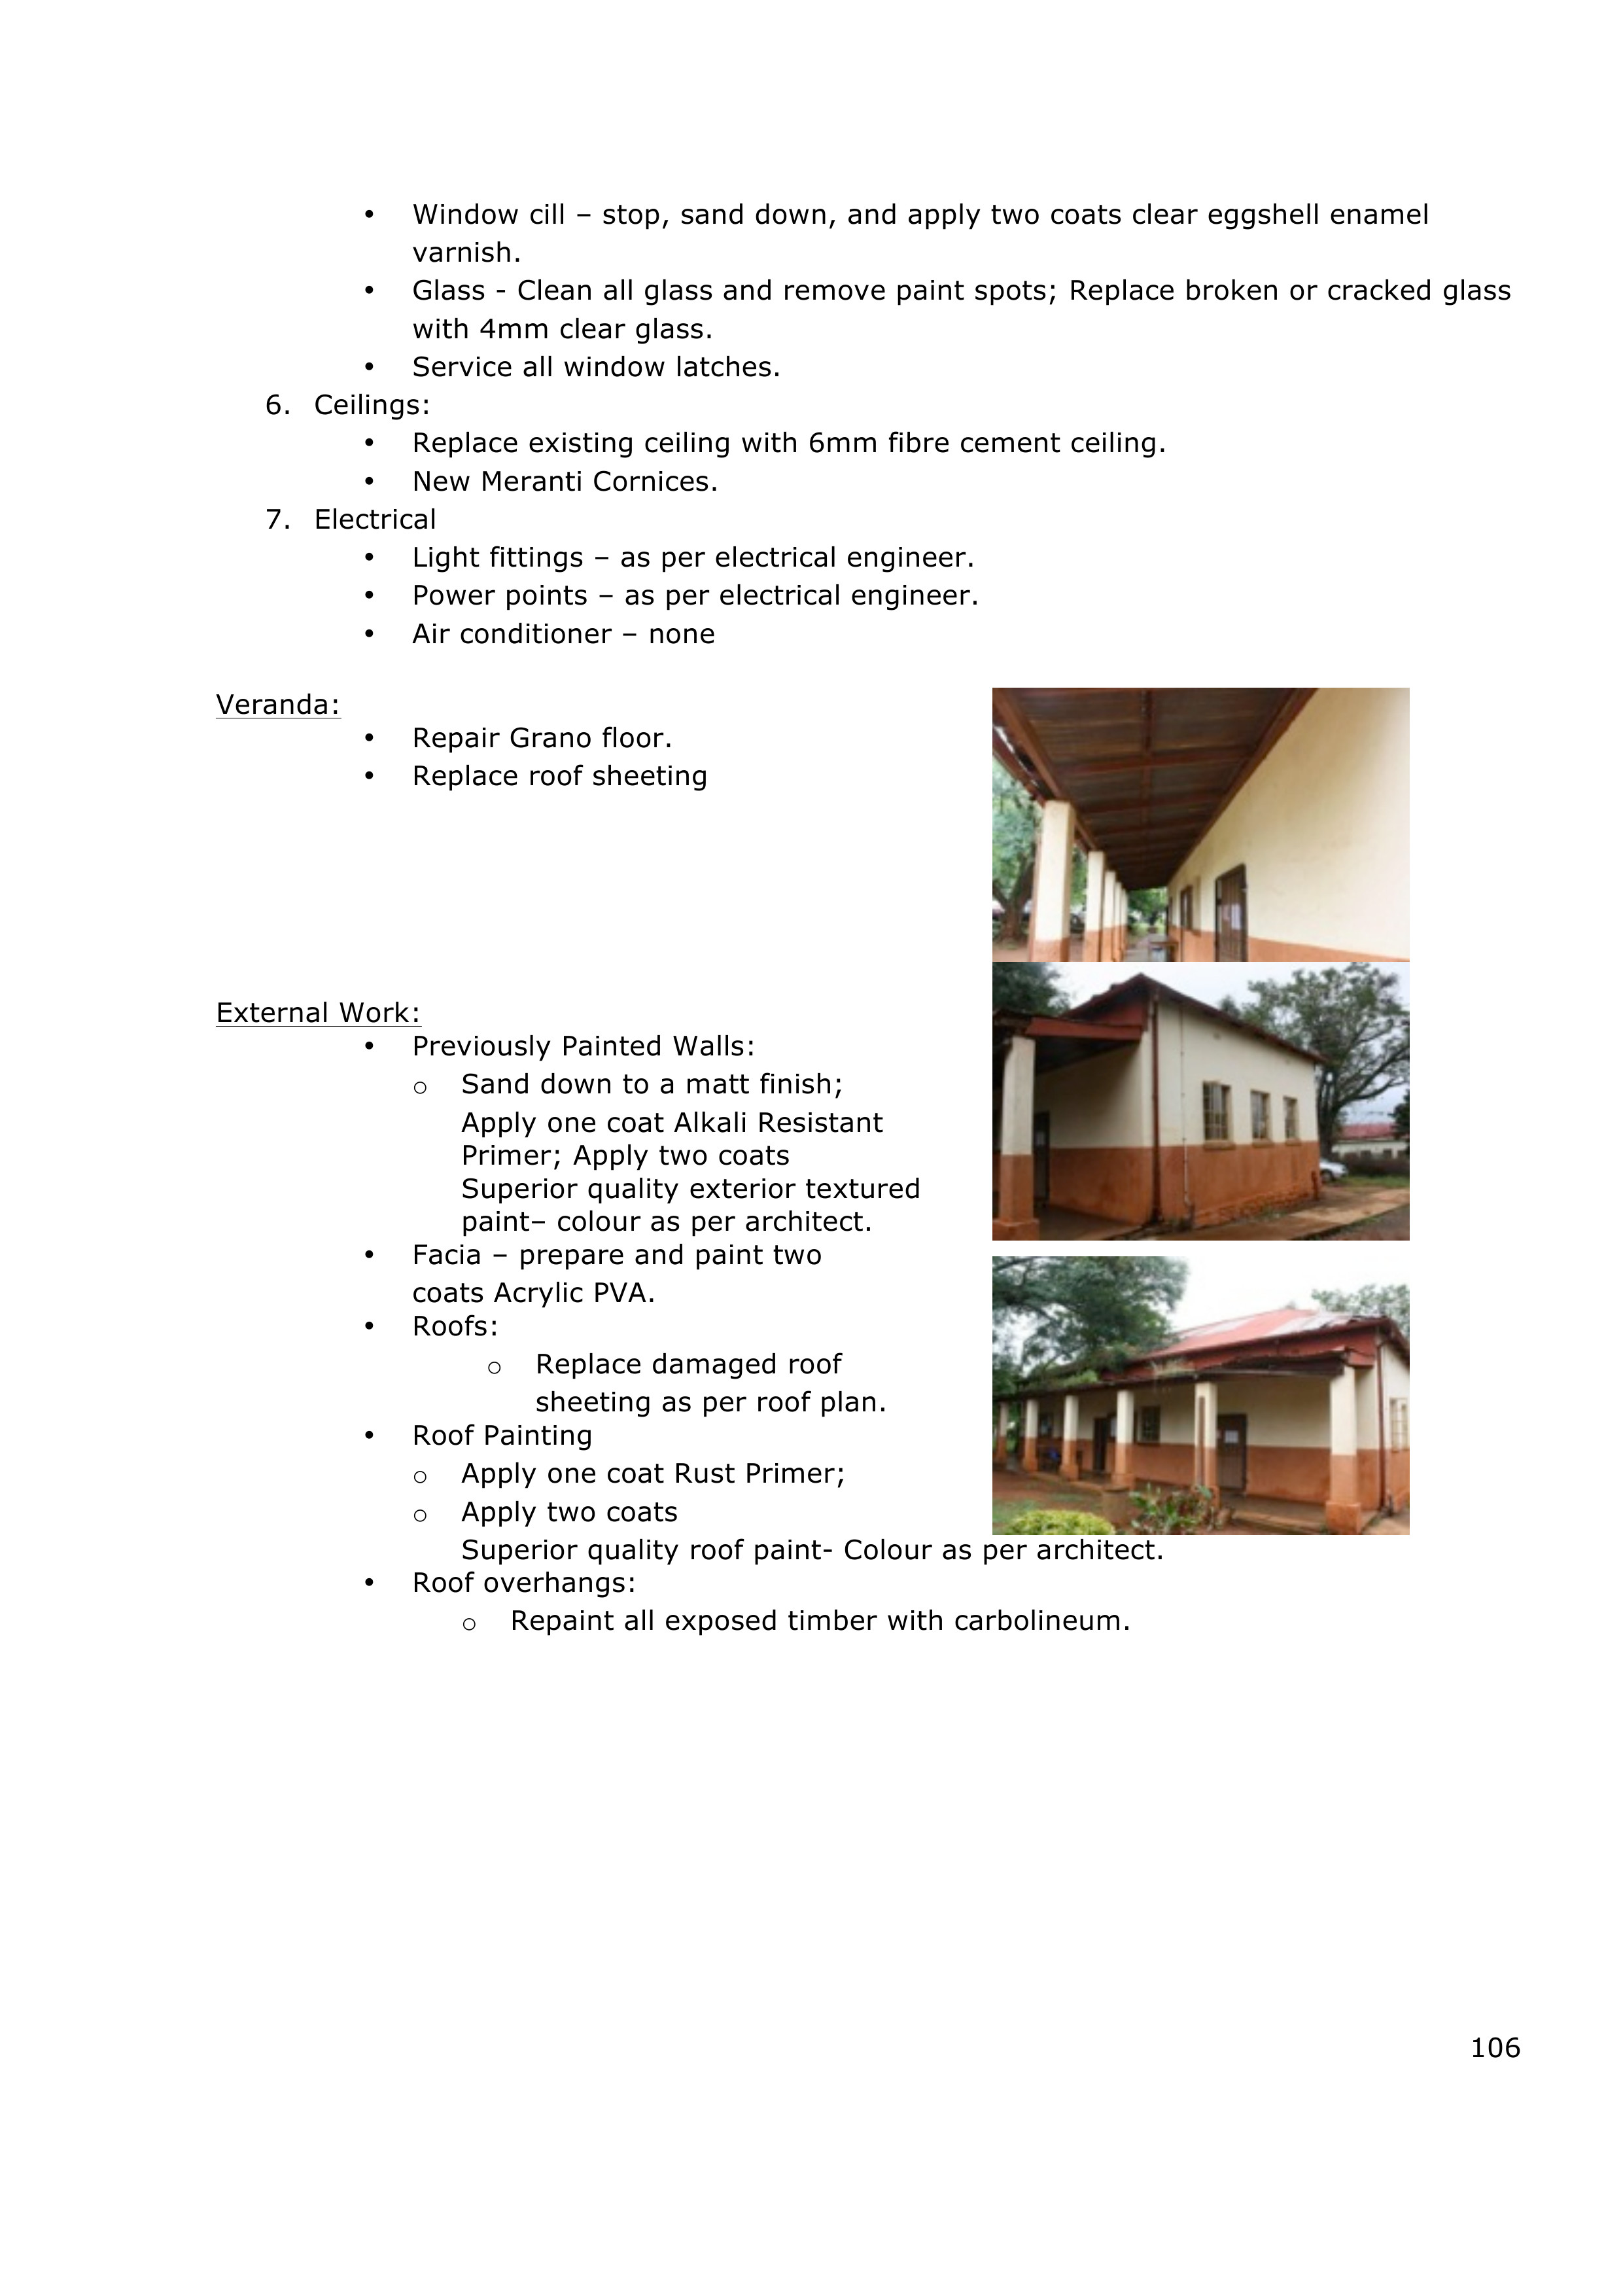 • Window cill – stop, sand down, and apply two coats clear eggshell enamel
varnish.
• Glass - Clean all glass and remove paint spots; Replace broken or cracked glass
with 4mm clear glass.
• Service all window latches.
6. Ceilings:
• Replace existing ceiling with 6mm fibre cement ceiling.
• New Meranti Cornices.
7. Electrical
• Light fittings – as per electrical engineer.
• Power points – as per electrical engineer.
• Air conditioner – none
Veranda:
• Repair Grano floor.
• Replace roof sheeting
External Work:
• Previously Painted Walls:
o Sand down to a matt finish;
Apply one coat Alkali Resistant
Primer; Apply two coats
Superior quality exterior textured
paint– colour as per architect.
• Facia – prepare and paint two
coats Acrylic PVA.
• Roofs:
o Replace damaged roof
sheeting as per roof plan.
• Roof Painting
o Apply one coat Rust Primer;
o Apply two coats
Superior quality roof paint- Colour as per architect.
• Roof overhangs:
o Repaint all exposed timber with carbolineum.
106